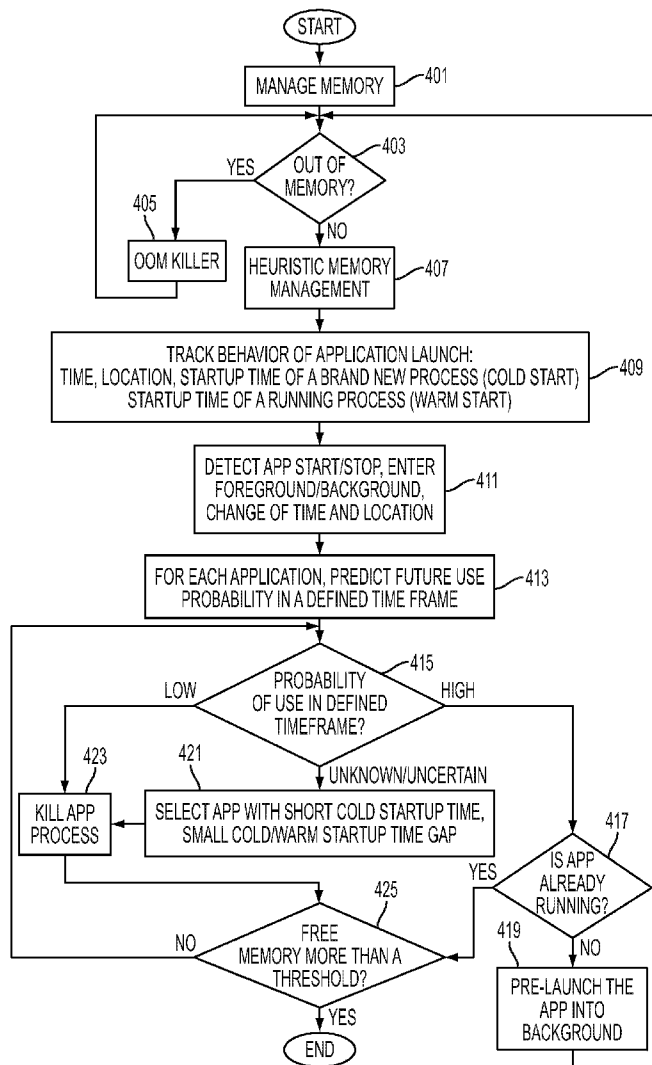 START
MANAGE MEMORY
401
403
YES
OUT OF
MEMORY?
405
NO
OOM KILLER
HEURISTIC MEMORY
MANAGEMENT
407
TRACK BEHAVIOR OF APPLICATION LAUNCH:
TIME, LOCATION, STARTUP TIME OF A BRAND NEW PROCESS (COLD START)
STARTUP TIME OF A RUNNING PROCESS (WARM START)
409
DETECT APP START/STOP, ENTER
FOREGROUND/BACKGROUND,
CHANGE OF TIME AND LOCATION
411
FOR EACH APPLICATION, PREDICT FUTURE USE
PROBABILITY IN A DEFINED TIME FRAME
413
415
LOW
PROBABILITY
OF USE IN DEFINED
TIMEFRAME?
HIGH
423
421
UNKNOWN/UNCERTAIN
KILL APP
PROCESS
SELECT APP WITH SHORT COLD STARTUP TIME,
SMALL COLD/WARM STARTUP TIME GAP
417
YES
IS APP
ALREADY
RUNNING?
425
NO
FREE
MEMORY MORE THAN A
THRESHOLD?
NO
419
PRE-LAUNCH THE
APP INTO
BACKGROUND
YES
END